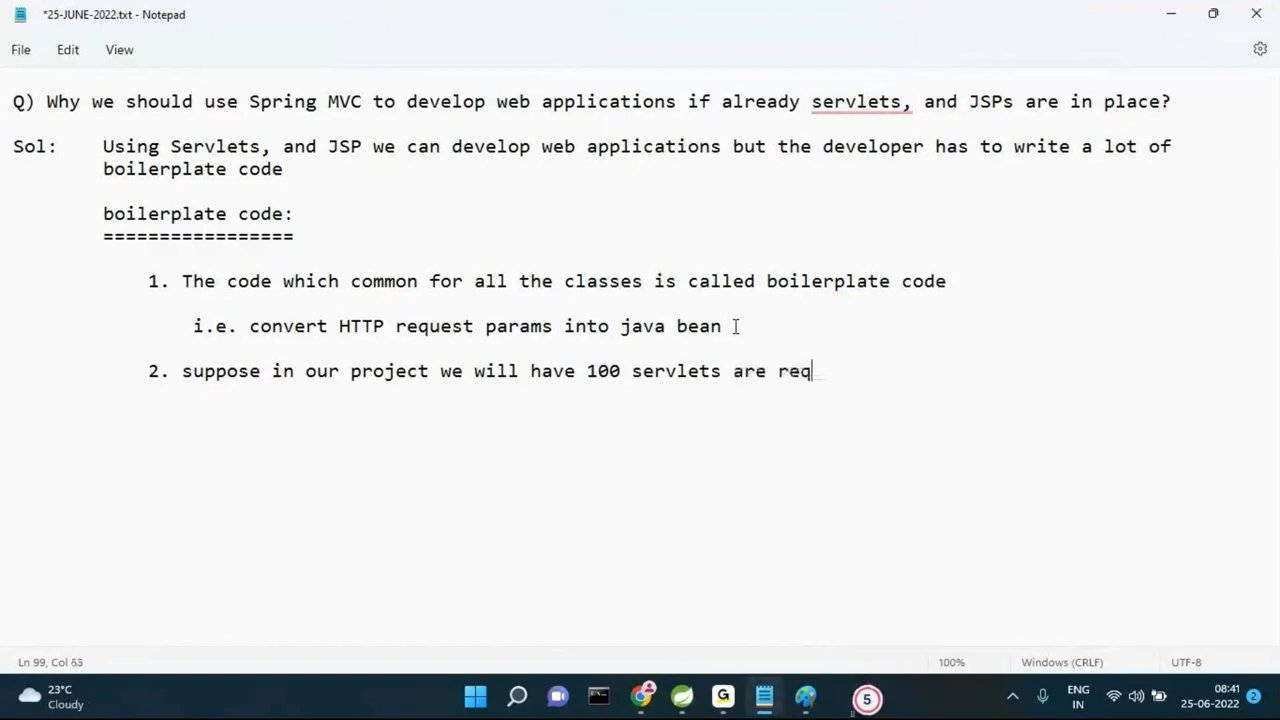 *25-JUNE-2022.txt - Notepad
File Edit View
Q) Why we should use Spring MVC to develop web applications if already servlets, and JSPs are in place?
Sol: Using Servlets, and JSP we can develop web applications but the developer has to write a lot of
boilerplate code
boilerplate code:
=================
1. The code which common for all the classes is called boilerplate code
i.e. convert HTTP request params into java bean
2. suppose in our project we will have 100 servlets are req
Ln 99, Col 63 100% Windows (CRLF) UTF-8
23°C
Cloudy
G
5
ENG
IN
08:41
25-06-2022
2